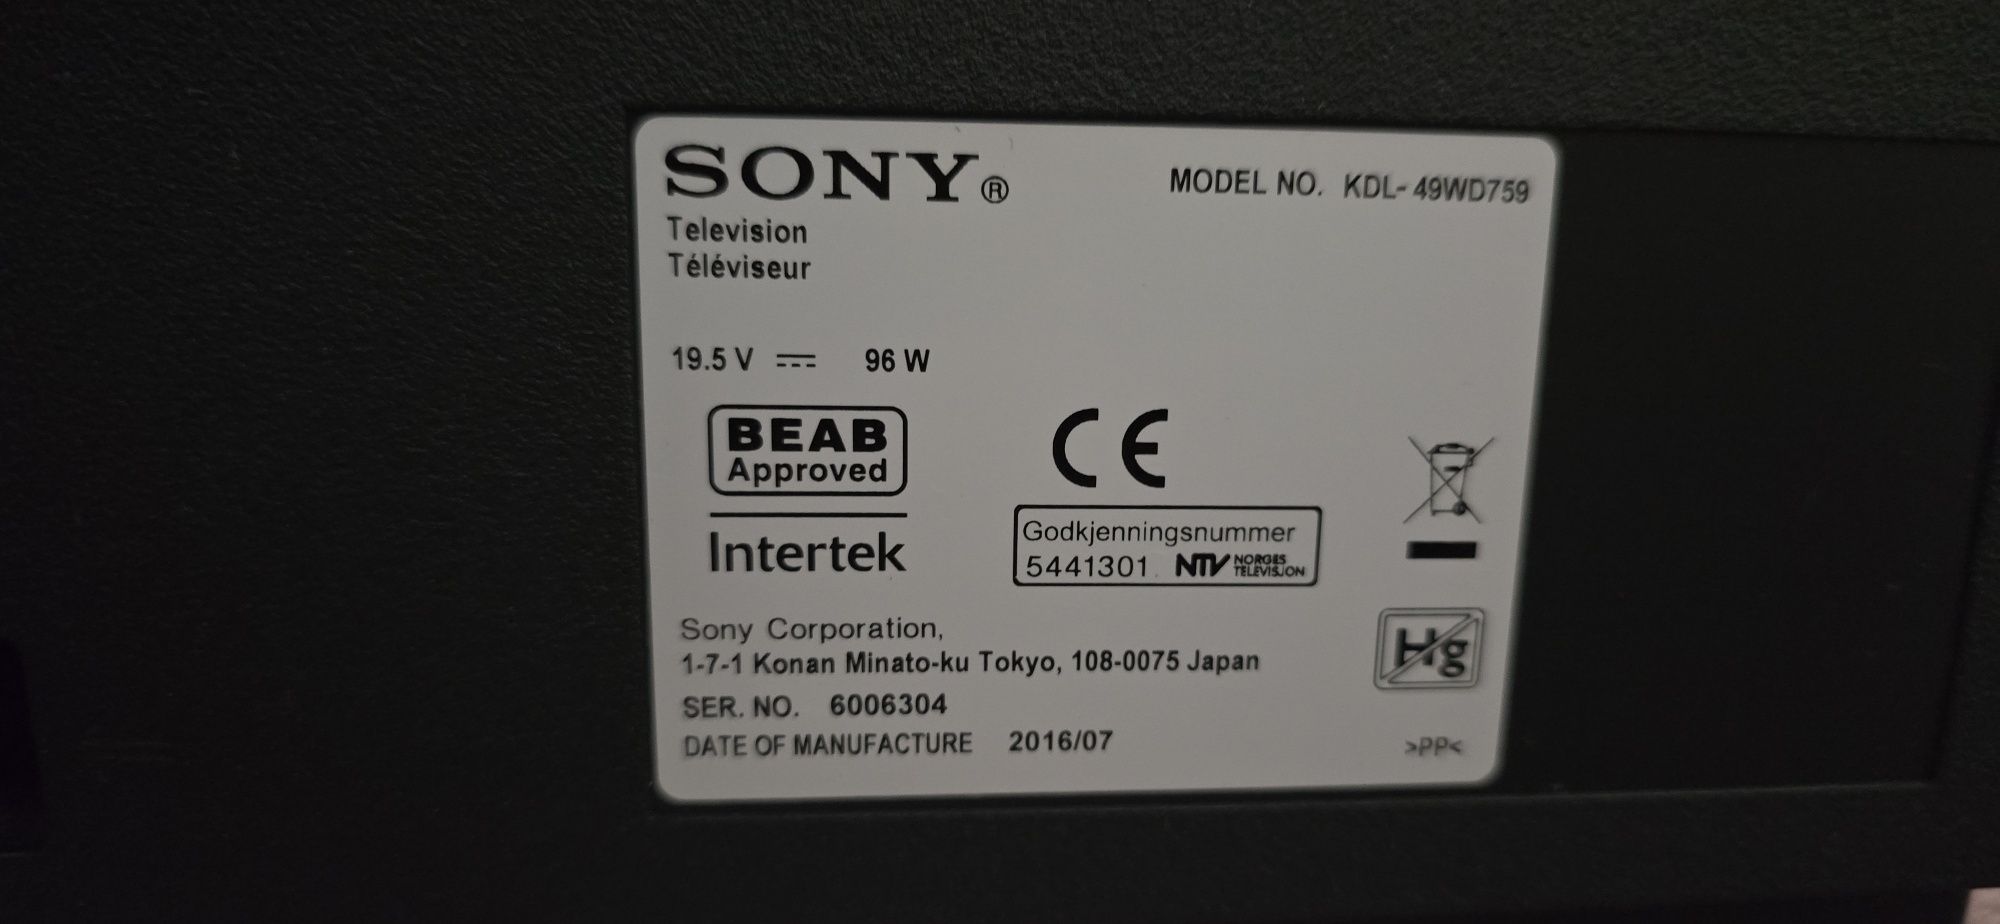 SONY®
MODEL NO. KDL-49WD759
Television
Téléviseur
19.5 V 96 W
BEAB
Approved
Intertek
CE
Godkjenningsnummer
5441301 NTV NORGES TELEVISJON
Hg
Sony Corporation,
1-7-1 Konan Minato-ku Tokyo, 108-0075 Japan
SER. NO. 6006304
DATE OF MANUFACTURE 2016/07
>PP<